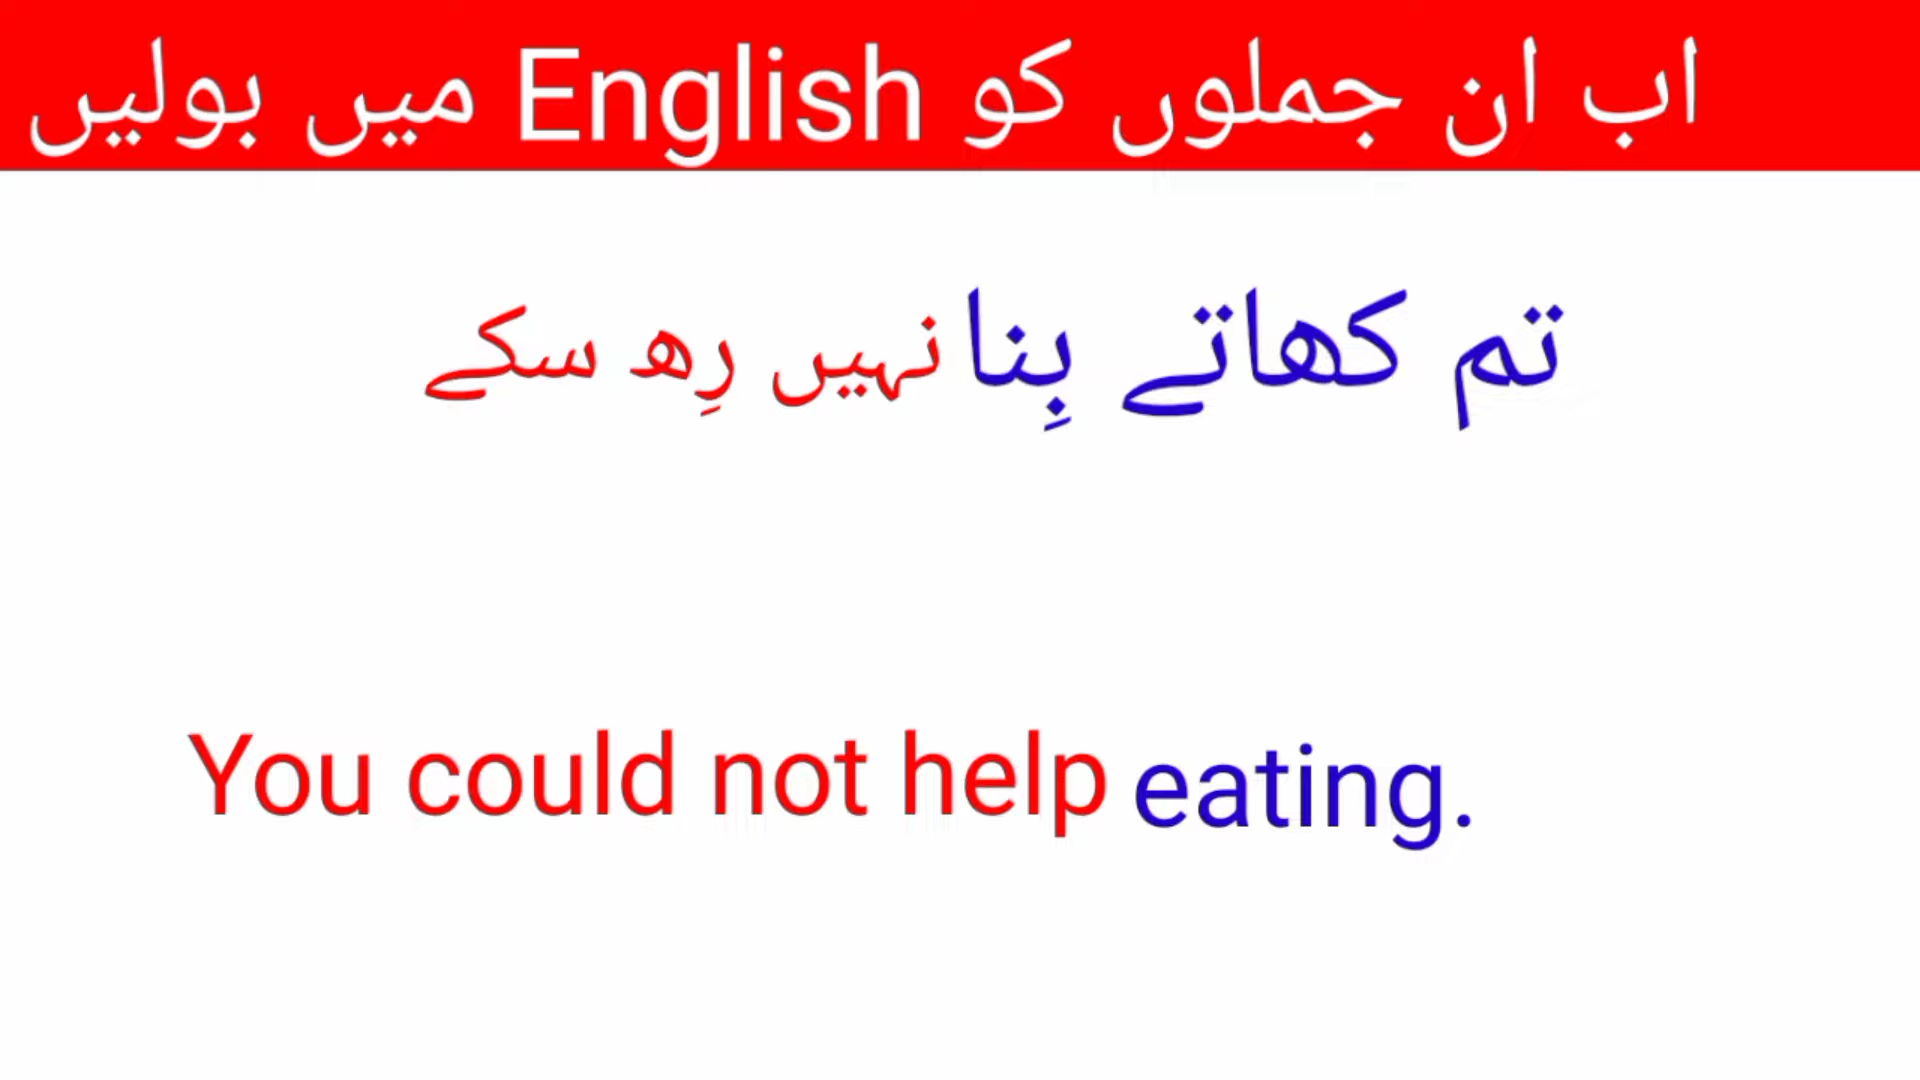 اب ان جملوں کو English میں بولیں
تم کھاتے بِنا نہیں رِھ سکے
You could not help eating.